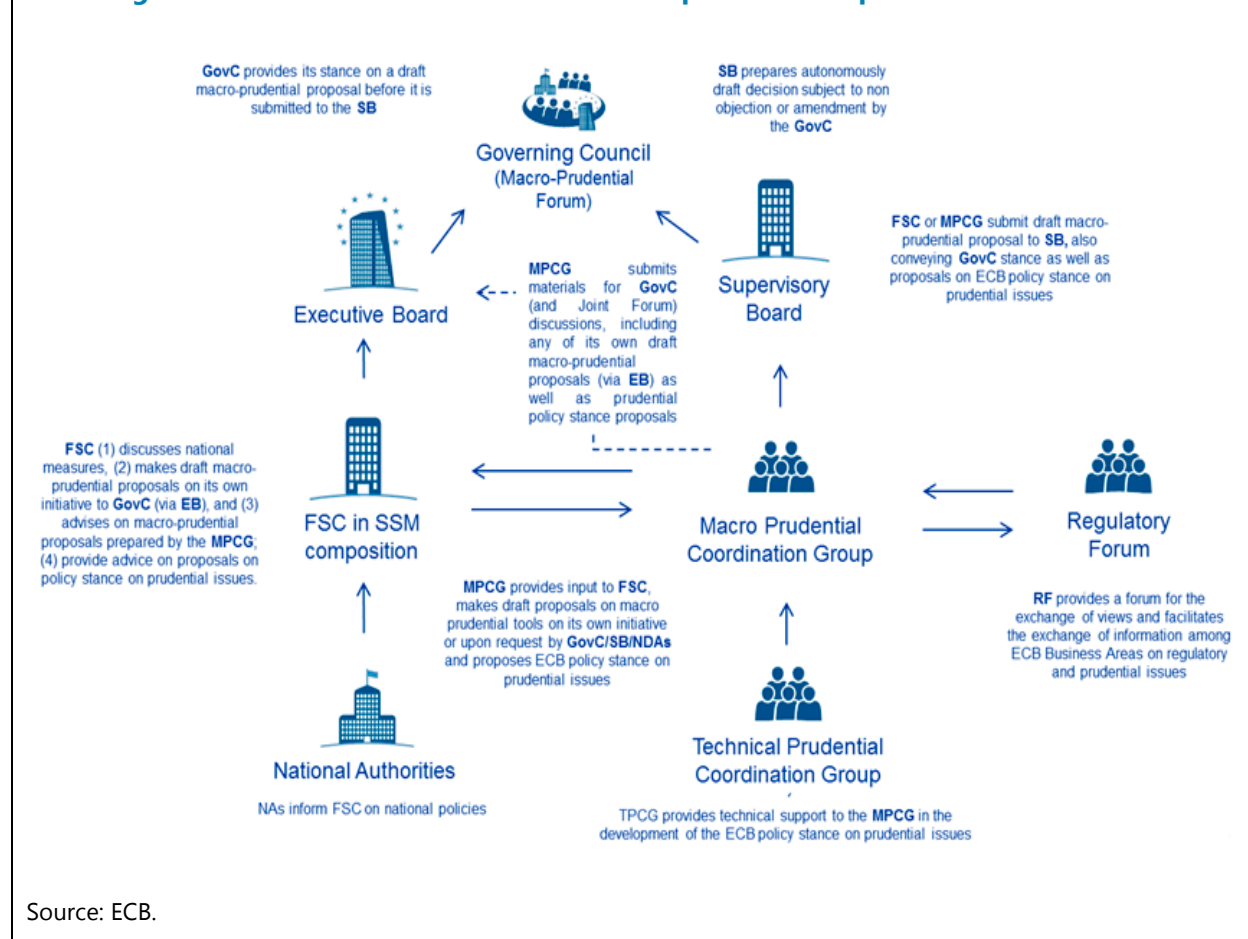 GovC provides its stance on a draft
macro-prudential proposal before it is
submitted to the SB
SB prepares autonomously
draft decision subject to non
objection or amendment by
the GovC
Governing Council
(Macro-Prudential
Forum)
FSC or MPCG submit draft macro-
prudential proposal to SB, also
conveying GovC stance as well as
proposals on ECB policy stance on
prudential issues
MPCG submits
materials for GovC
(and Joint Forum)
discussions, including
any of its own draft
macro-prudential
proposals (via EB) as
well as prudential
policy stance proposals
Executive Board
Supervisory
Board
FSC (1) discusses national
measures, (2) makes draft macro-
prudential proposals on its own
initiative to GovC (via EB), and (3)
advises on macro-prudential
proposals prepared by the MPCG;
(4) provide advice on proposals on
policy stance on prudential issues.
FSC in SSM
composition
Macro Prudential
Coordination Group
Regulatory
Forum
MPCG provides input to FSC,
makes draft proposals on macro
prudential tools on its own initiative
or upon request by GovC/SB/NDAs
and proposes ECB policy stance on
prudential issues
RF provides a forum for the
exchange of views and facilitates
the exchange of information among
ECB Business Areas on regulatory
and prudential issues
National Authorities
NAs inform FSC on national policies
Technical Prudential
Coordination Group
TPCG provides technical support to the MPCG in the
development of the ECB policy stance on prudential issues
Source: ECB.